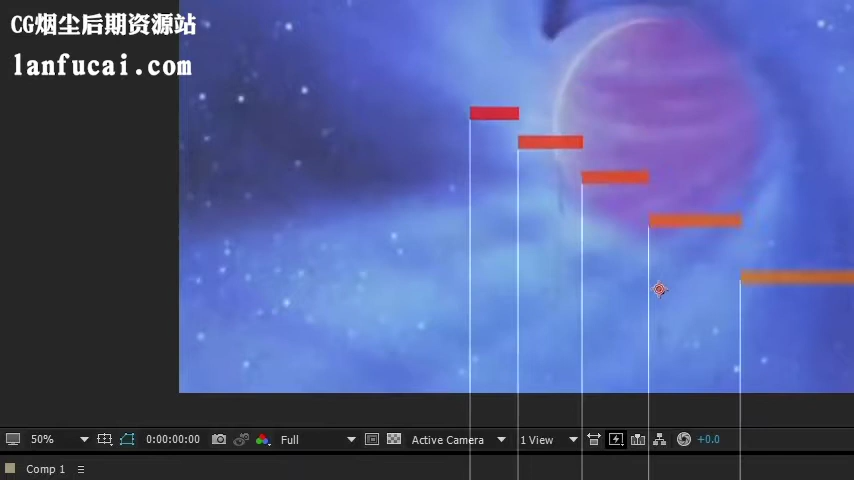 CG烟尘后期资源站
lanfucai.com
50%
0:00:00:00
Full
Active Camera
1 View
+0.0
Comp 1